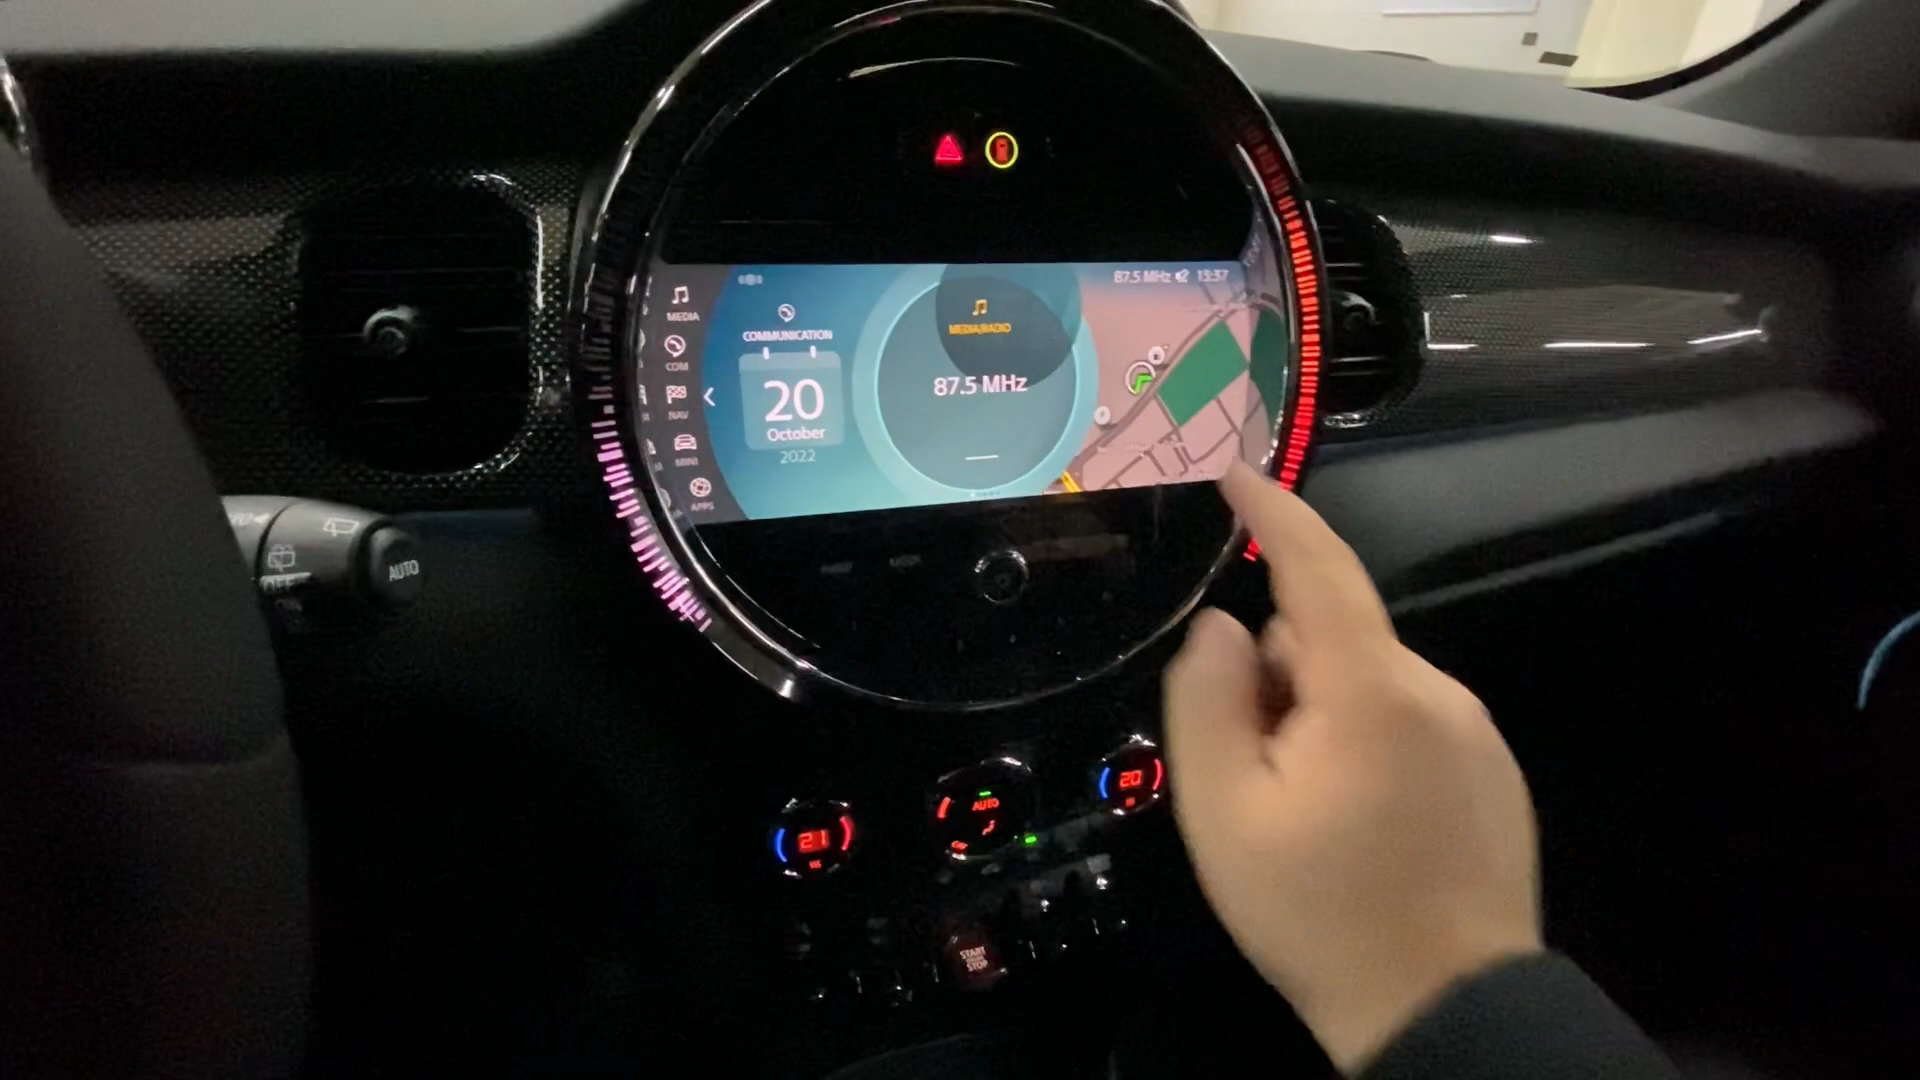 87.5 MHz 13:37
MEDIA
COM
NAV
MINI
APPS
COMMUNICATION
20
October
2022
MEDIA/RADIO
87.5 MHz
OFF
AUTO
21
AUTO
20
START
STOP